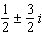 1/2 ± 3/2 i